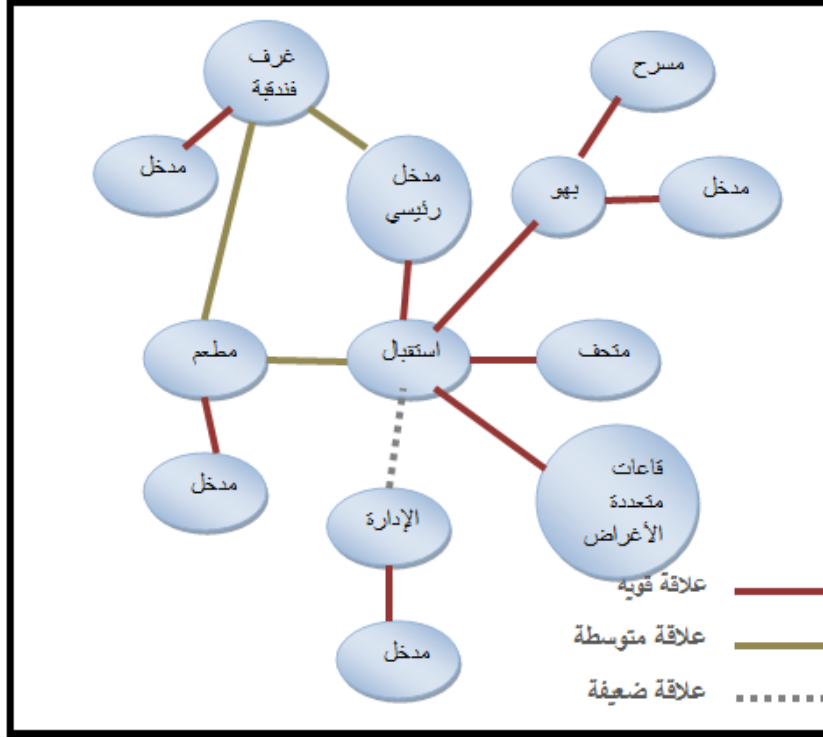 غرف
فندقية
مسرح
مدخل
مدخل
رئيسي
بهو
مدخل
مطعم
استقبال
متحف
مدخل
الإدارة
قاعات
متعددة
الأغراض
مدخل
علاقة قويه
علاقة متوسطة
علاقة ضعيفة